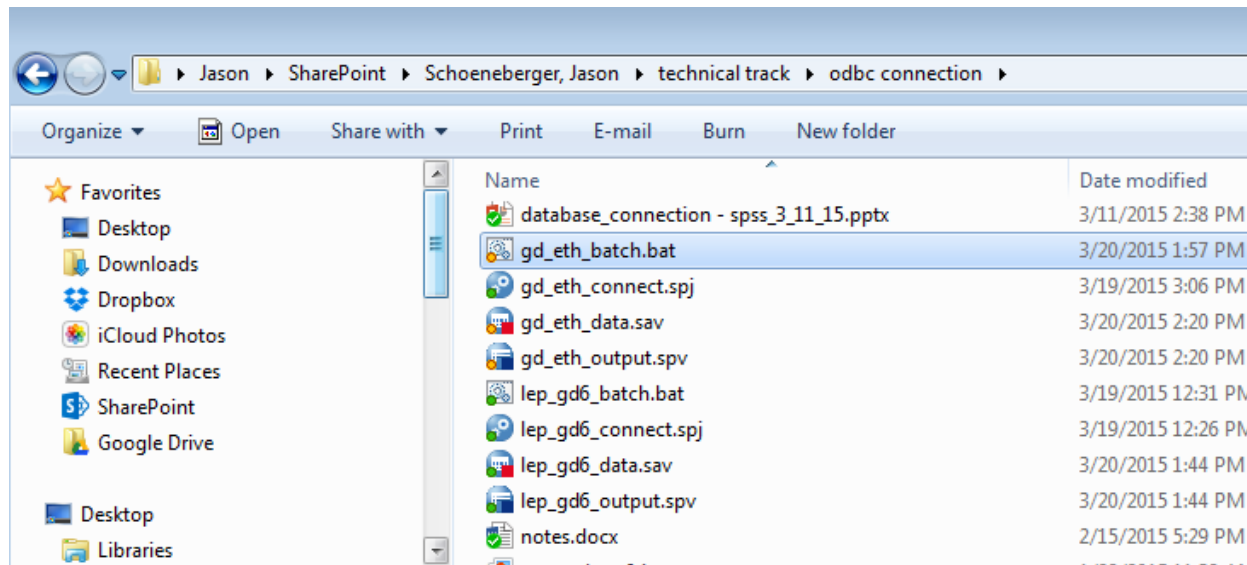 Jason SharePoint Schoeneberger, Jason technical track odbc connection
Organize Open Share with Print E-mail Burn New folder
Favorites
Desktop
Downloads
Dropbox
iCloud Photos
Recent Places
SharePoint
Google Drive
Desktop
Libraries
Name Date modified
database_connection - spss_3_11_15.pptx 3/11/2015 2:38 PM
gd_eth_batch.bat 3/20/2015 1:57 PM
gd_eth_connect.spj 3/19/2015 3:06 PM
gd_eth_data.sav 3/20/2015 2:20 PM
gd_eth_output.spv 3/20/2015 2:20 PM
lep_gd6_batch.bat 3/19/2015 12:31 PM
lep_gd6_connect.spj 3/19/2015 12:26 PM
lep_gd6_data.sav 3/20/2015 1:44 PM
lep_gd6_output.spv 3/20/2015 1:44 PM
notes.docx 2/15/2015 5:29 PM